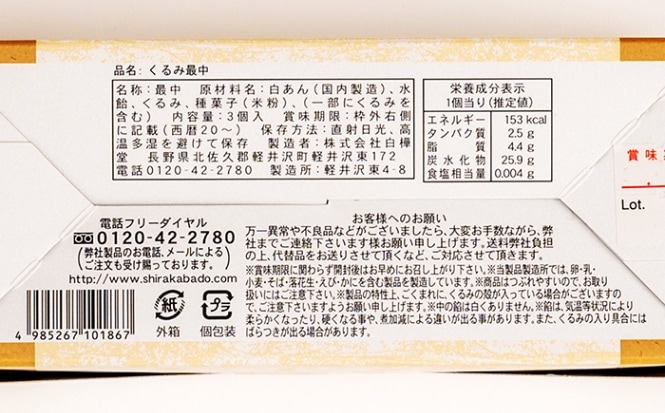 品名: くるみ最中
名称: 最中 原材料名: 白あん(国内製造)、水
飴、くるみ、種菓子(米粉)、(一部にくるみを
含む) 内容量: 3個入 賞味期限: 枠外右側
に記載(西暦20～) 保存方法: 直射日光、高
温多湿を避けて保存 製造者: 株式会社白樺
堂 長野県北佐久郡軽井沢町軽井沢東172
電話0120-42-2780 製造所: 軽井沢東4-8
栄養成分表示
1個当り(推定値)
エネルギー 153 kcal
タンパク質 2.5 g
脂質 4.4 g
炭水化物 25.9 g
食塩相当量 0.004 g
賞味
Lot.
電話フリーダイヤル
0120-42-2780
(弊社製品のお電話、メールによる
ご注文も受け賜っております。)
http://www.shirakabado.com
4 985267 101867
紙
外箱
プラ
個包装
お客様へのお願い
万一異常や不良品などがございましたら、大変お手数ながら、弊
社までご連絡下さいます様お願い申し上げます。送料弊社負担
の上、代替品をお送りさせて頂くなど、ご対応させて頂きます。
※賞味期限に関わらず開封後はお早めにお召し上がり下さい。※当製品製造所では、卵・乳・
小麦・そば・落花生・えび・かにを含む製品を製造しています。※商品はつぶれやすいので、お取り
扱いにはご注意下さい。※製品の特性上、ごくまれに、くるみの殻が入っている場合がございますの
で、ご注意下さいますようお願い申し上げます。※中の餡は白くありません。※餡は、気温等状況により
柔らかくなったり、硬くなる事や、煮加減による違いが出る事があります。また、くるみの入り具合には
ばらつきが出る場合があります。